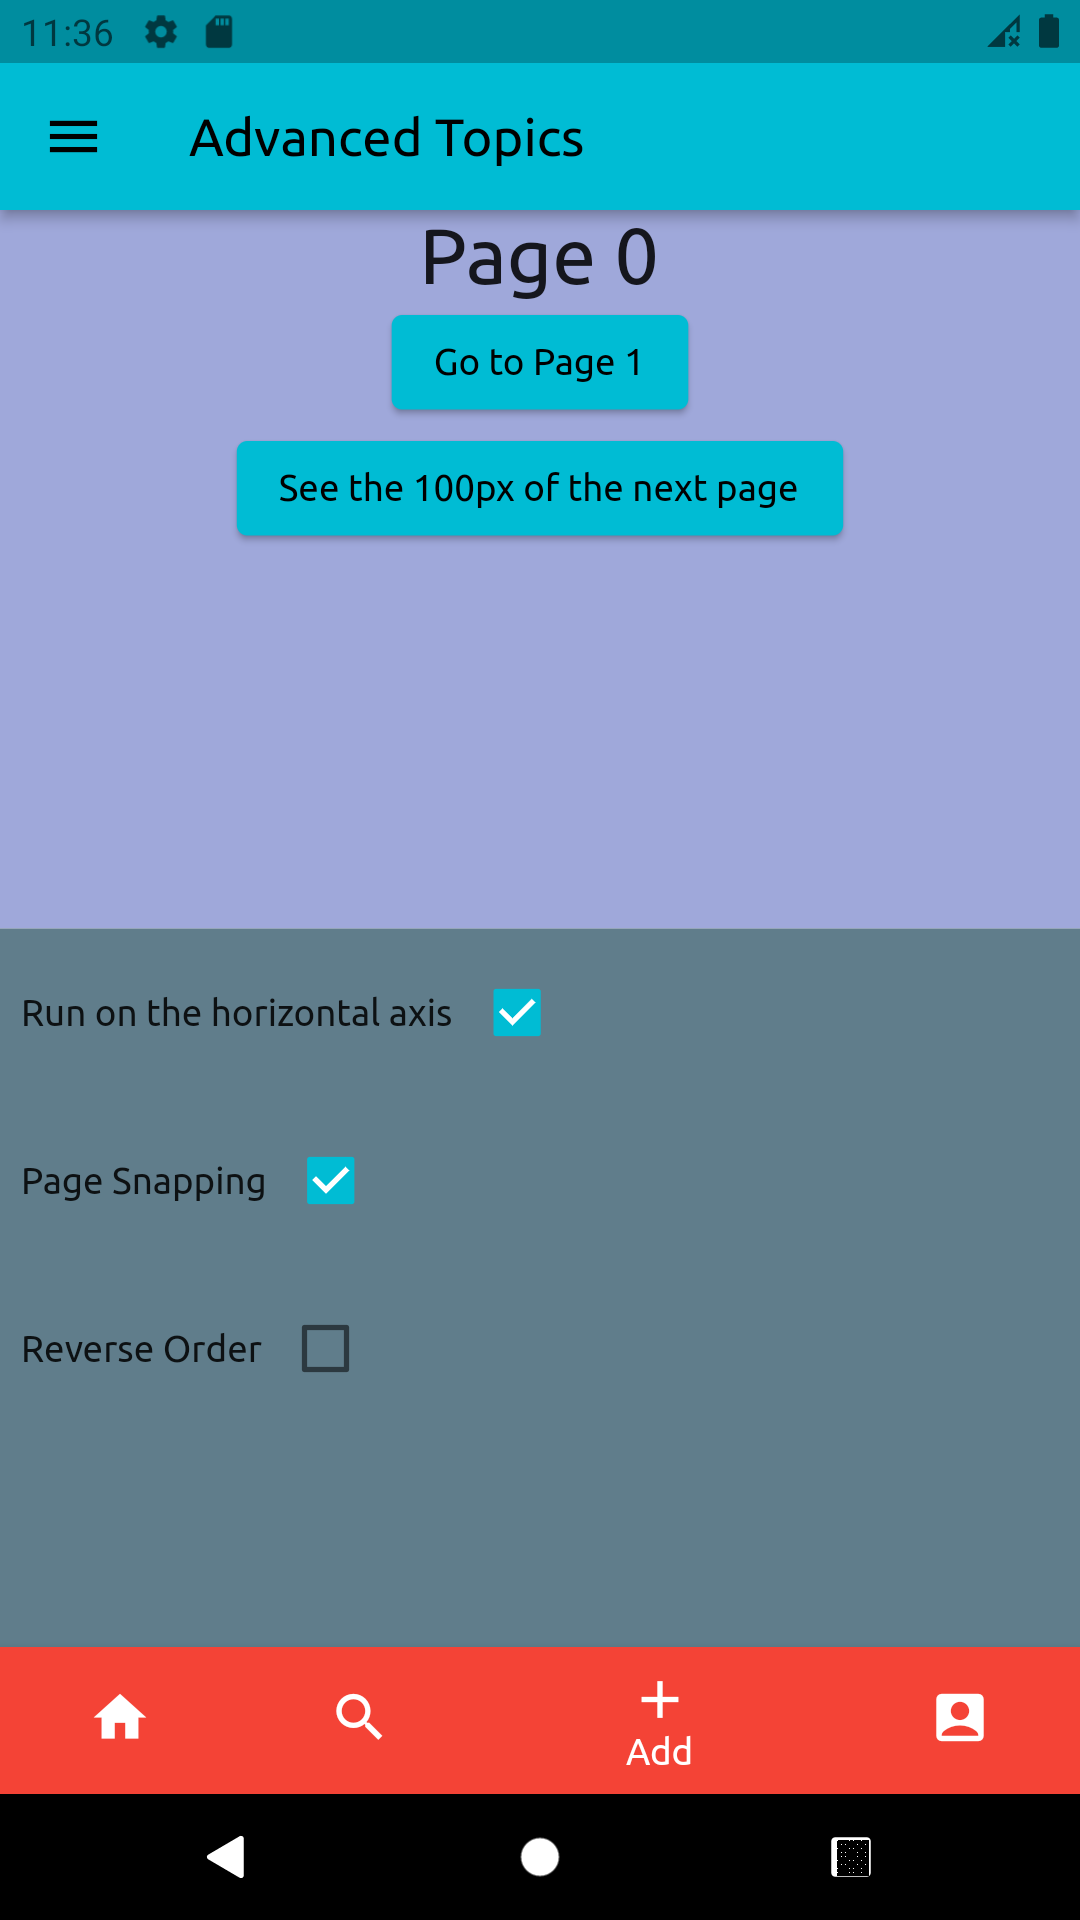 11:36
Advanced Topics
Page 0
Go to Page 1
See the 100px of the next page
Run on the horizontal axis
Page Snapping
Reverse Order
Add